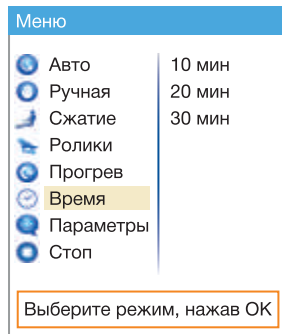 Меню
Авто
Ручная
Сжатие
Ролики
Прогрев
Время
Параметры
Стоп
10 мин
20 мин
30 мин
Выберите режим, нажав OK